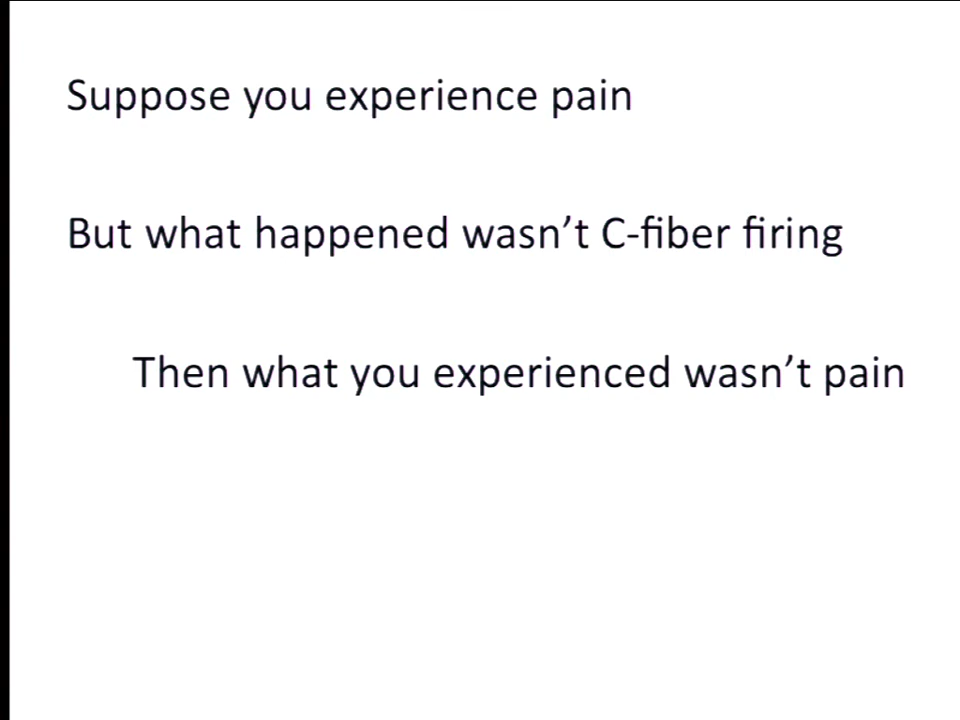 Suppose you experience pain
But what happened wasn’t C-fiber firing
Then what you experienced wasn’t pain